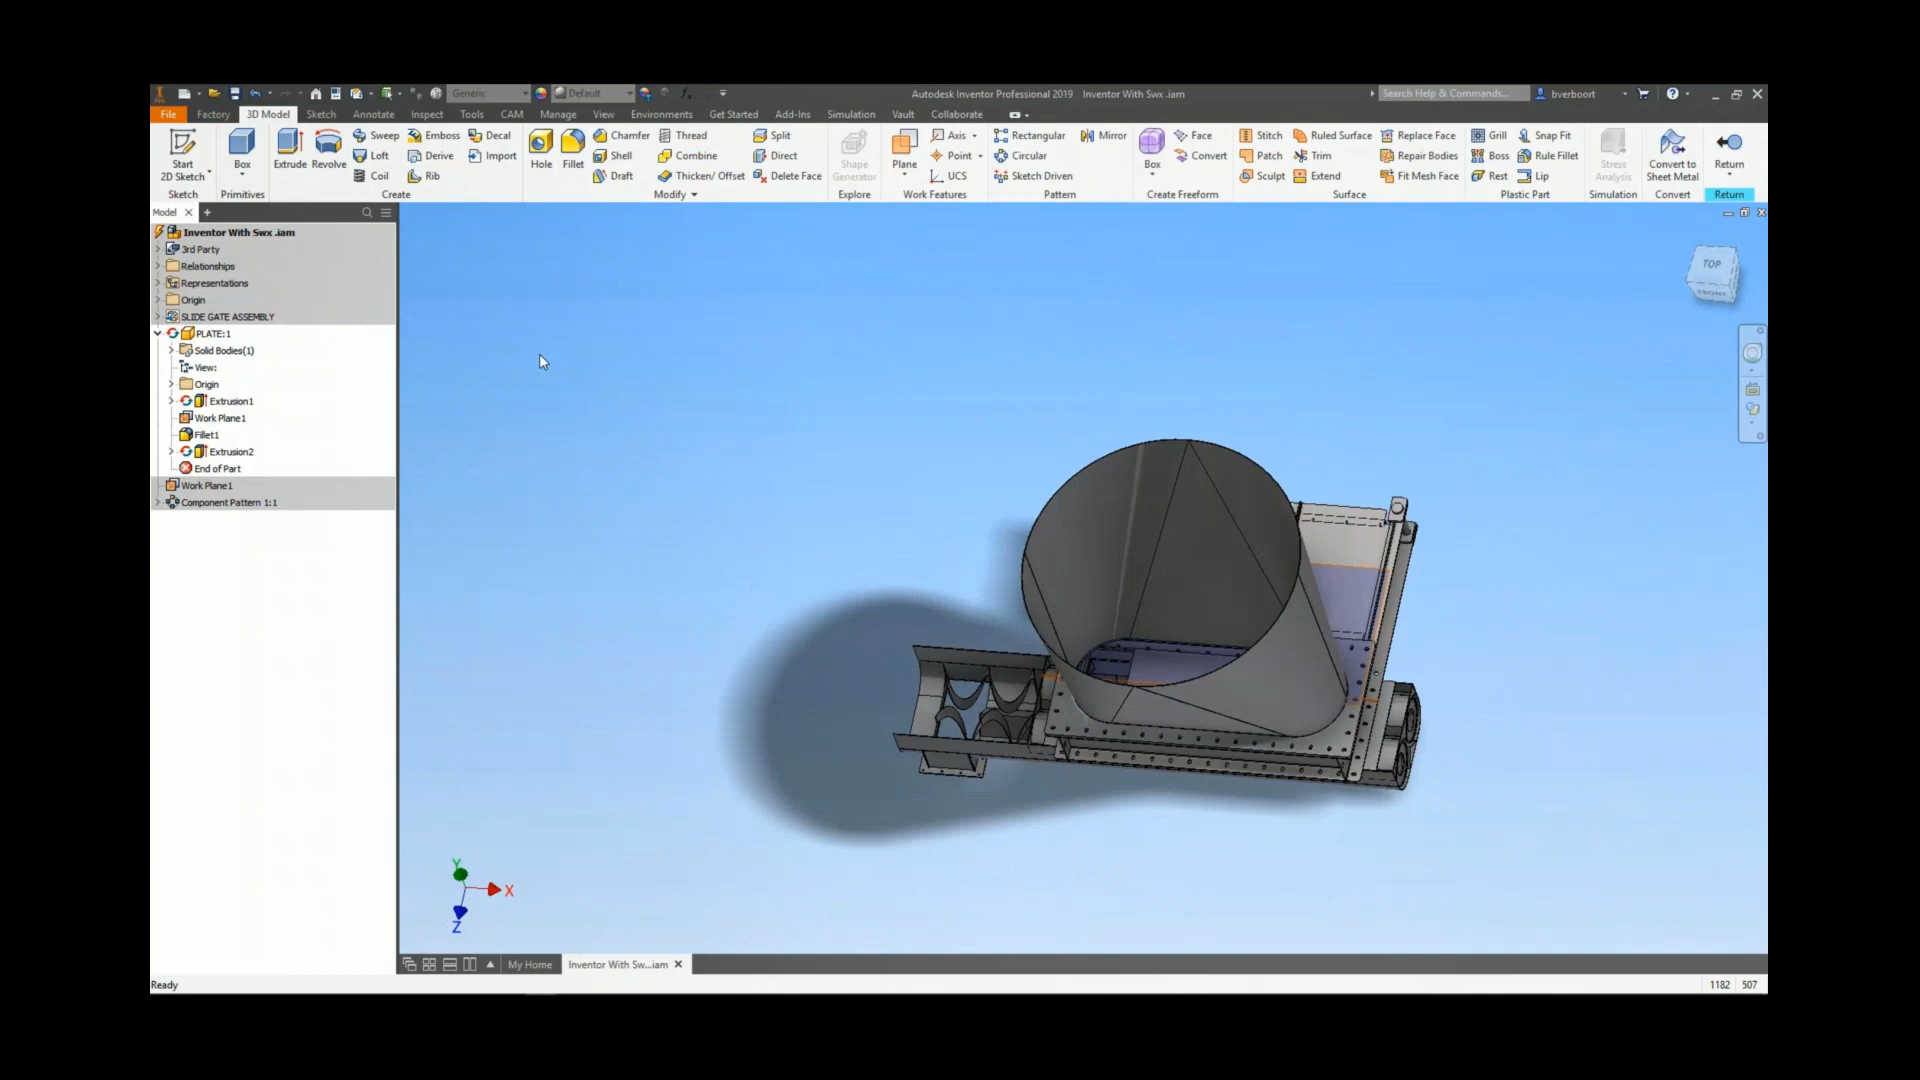 Generic
Default
Autodesk Inventor Professional 2019 Inventor With Swx .iam
Search Help & Commands...
bverboort
File Factory 3D Model Sketch Annotate Inspect Tools CAM Manage View Environments Get Started Add-Ins Simulation Vault Collaborate
Start
2D Sketch
Sketch
Box
Primitives
Extrude Revolve
Sweep Emboss Decal
Loft Derive Import
Coil Rib
Create
Hole Fillet
Chamfer Thread Split
Shell Combine Direct
Draft Thicken/ Offset Delete Face
Modify
Shape
Generator
Explore
Plane
Axis
Point
UCS
Work Features
Rectangular Mirror
Circular
Sketch Driven
Pattern
Box
Face
Convert
Create Freeform
Stitch Ruled Surface Replace Face
Patch Trim Repair Bodies
Sculpt Extend Fit Mesh Face
Surface
Grill Snap Fit
Boss Rule Fillet
Rest Lip
Plastic Part
Stress
Analysis
Simulation
Convert to
Sheet Metal
Convert
Return
Return
Model
Inventor With Swx .iam
3rd Party
Relationships
Representations
Origin
SLIDE GATE ASSEMBLY
PLATE:1
Solid Bodies(1)
View:
Origin
Extrusion1
Work Plane1
Fillet1
Extrusion2
End of Part
Work Plane1
Component Pattern 1:1
TOP
FRONT
Y
X
Z
My Home Inventor With Sw...iam
Ready
1182 507